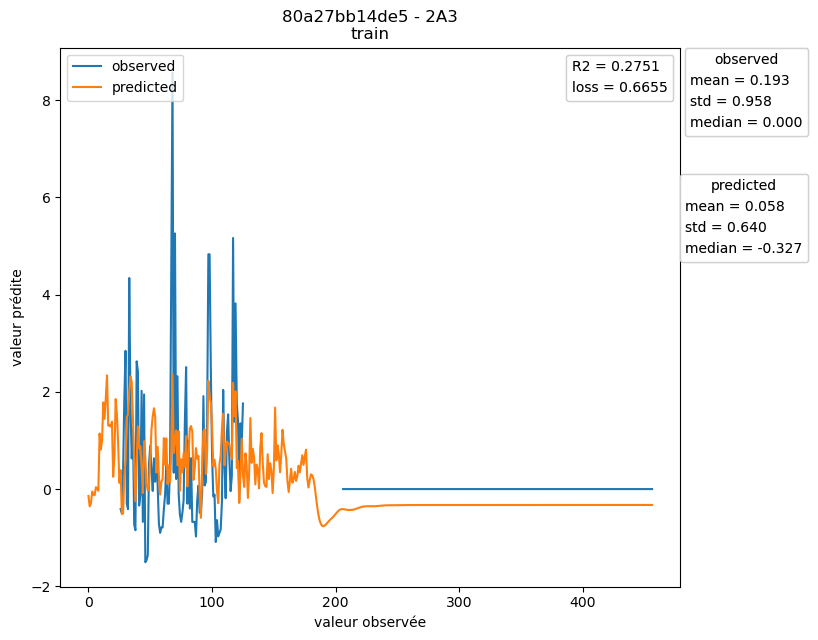 80a27bb14de5 - 2A3
train
observed
predicted
R2 = 0.2751
loss = 0.6655
observed
mean = 0.193
std = 0.958
median = 0.000
predicted
mean = 0.058
std = 0.640
median = -0.327
valeur prédite
8
6
4
2
0
−2
0
100
200
300
400
valeur observée